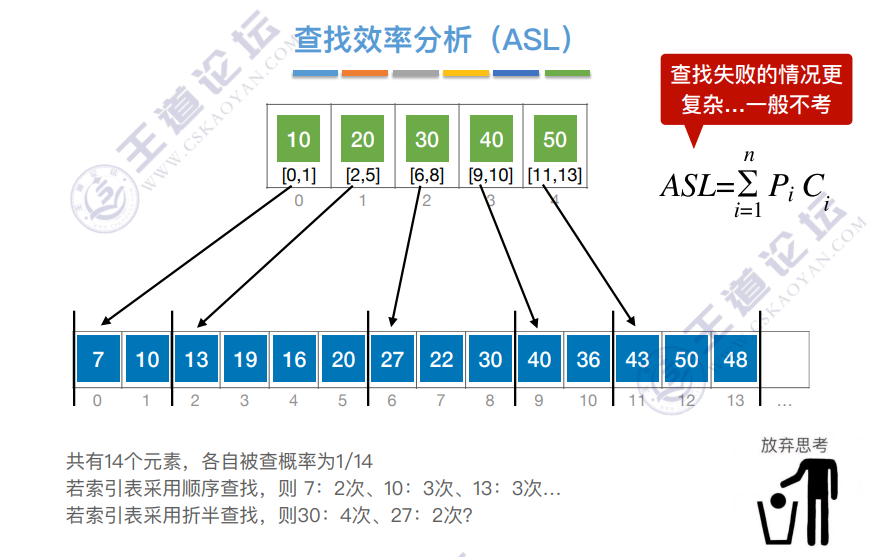 查找效率分析（ASL）
查找失败的情况更
复杂...一般不考
10 20 30 40 50
[0,1] [2,5] [6,8] [9,10] [11,13]
0 1 2 3 4
ASL=Σ P i C i
n
i=1
7 10 13 19 16 20 27 22 30 40 36 43 50 48
0 1 2 3 4 5 6 7 8 9 10 11 12 13 ...
共有14个元素，各自被查概率为1/14
若索引表采用顺序查找，则 7：2次、10：3次、13：3次...
若索引表采用折半查找，则30：4次、27：2次?
放弃思考
王道论坛
WWW.CSKAOYAN.COM
王道论坛
WWW.CSKAOYAN.COM